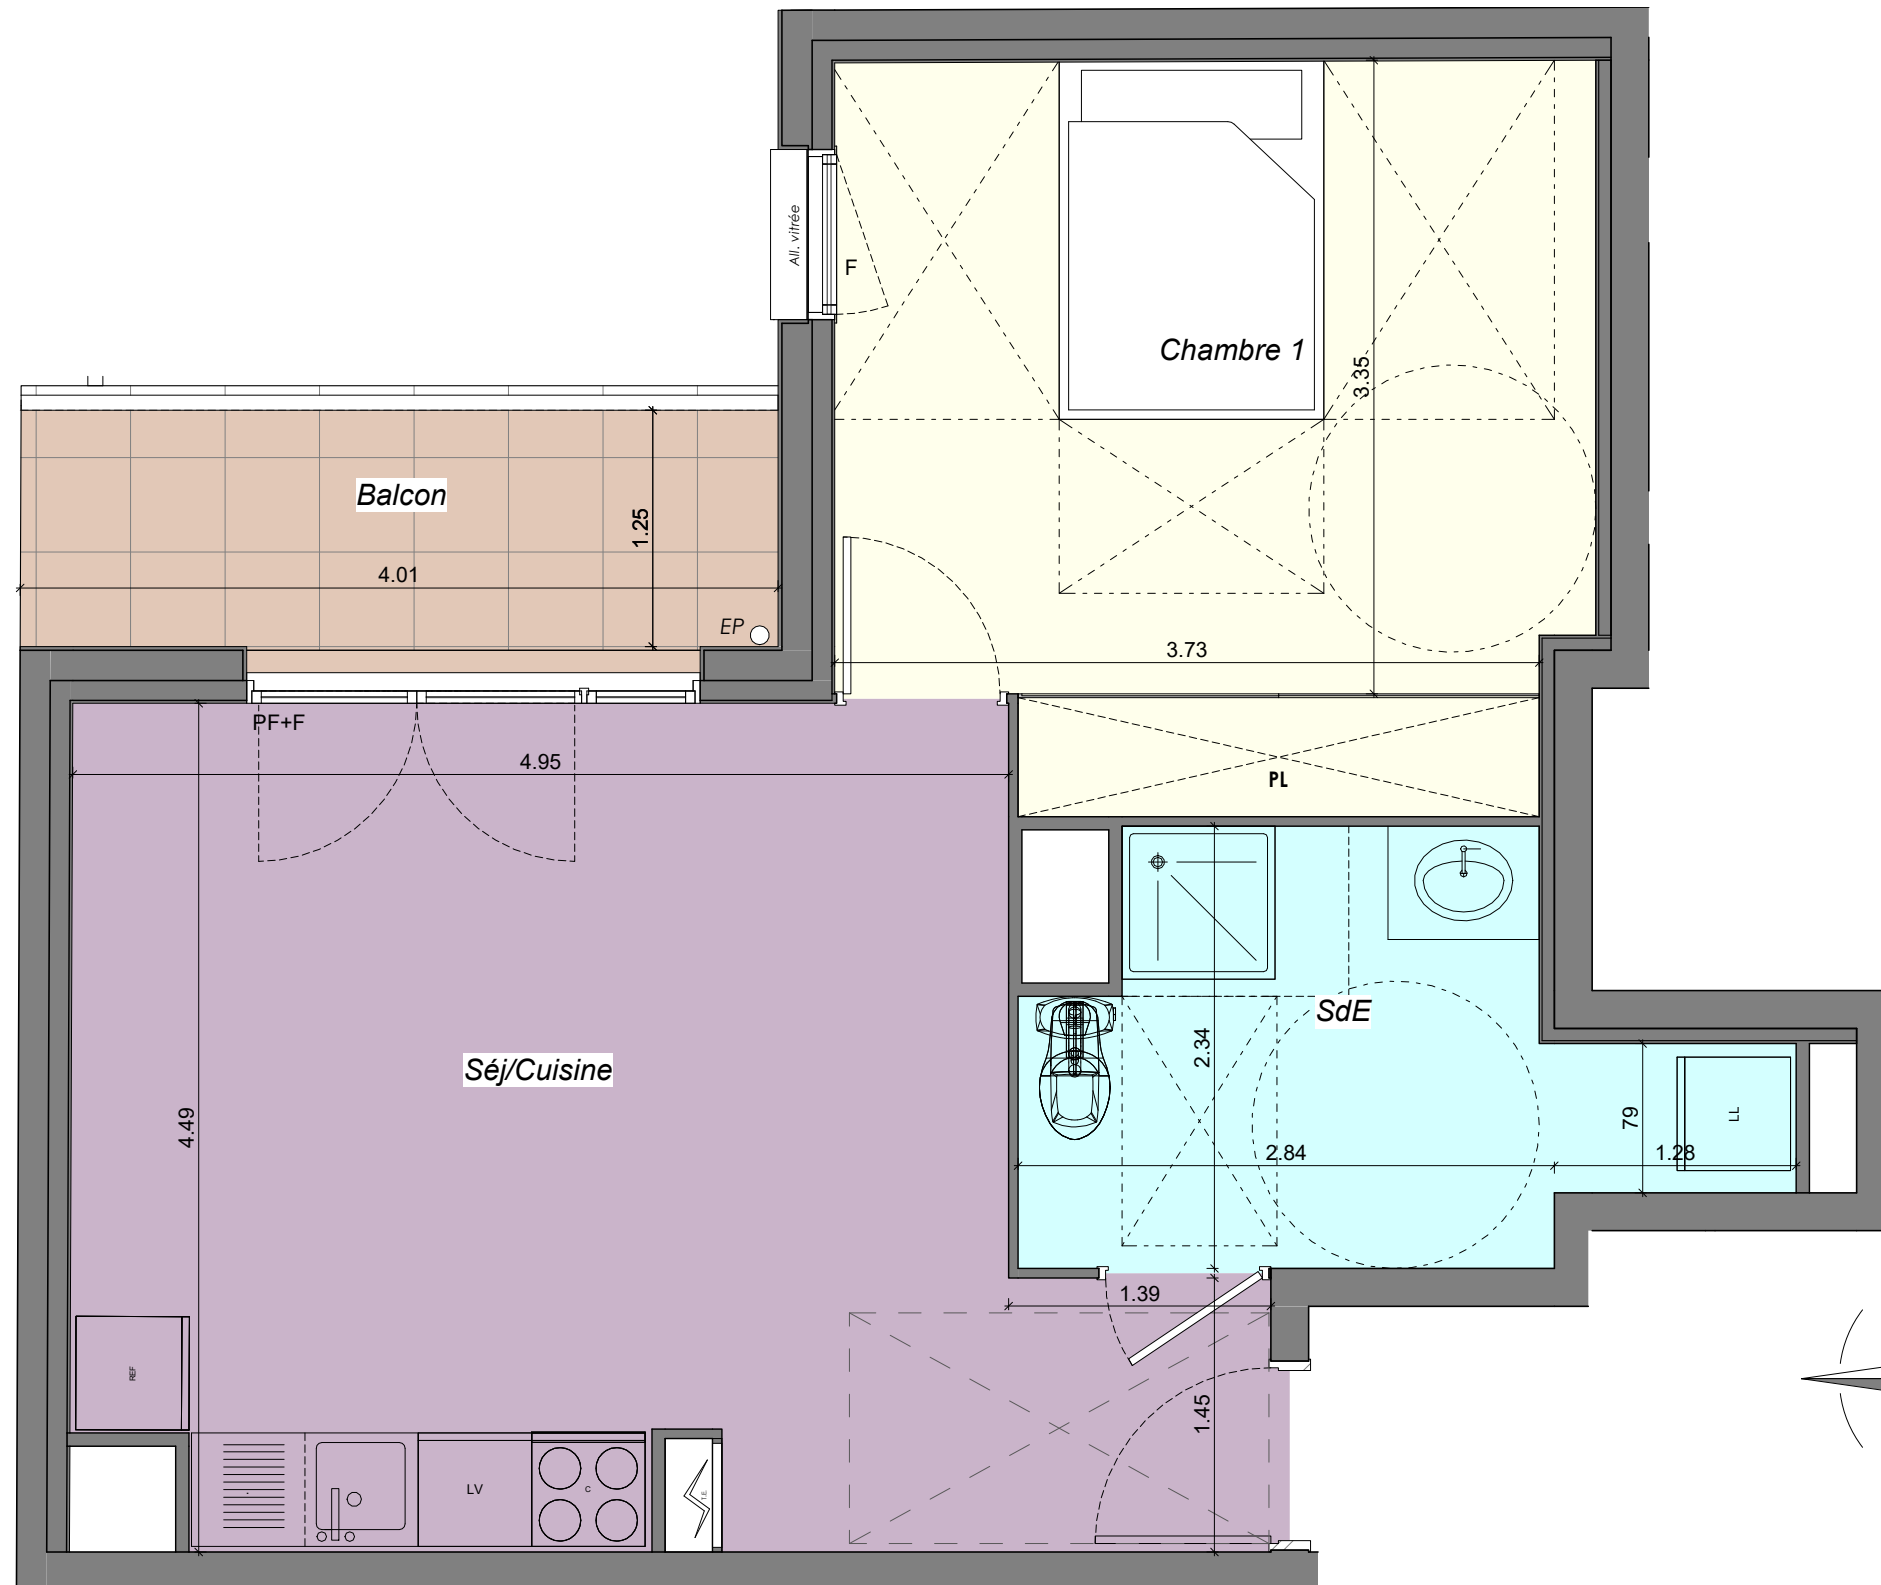 All. vitrée
F
Chambre 1
3.35
Balcon
1.25
4.01
EP
3.73
PF+F
4.95
PL
SdE
2.34
Séj/Cuisine
4.49
79
LL
2.84
1.28
1.39
REF
1.45
LV
C
T.E.